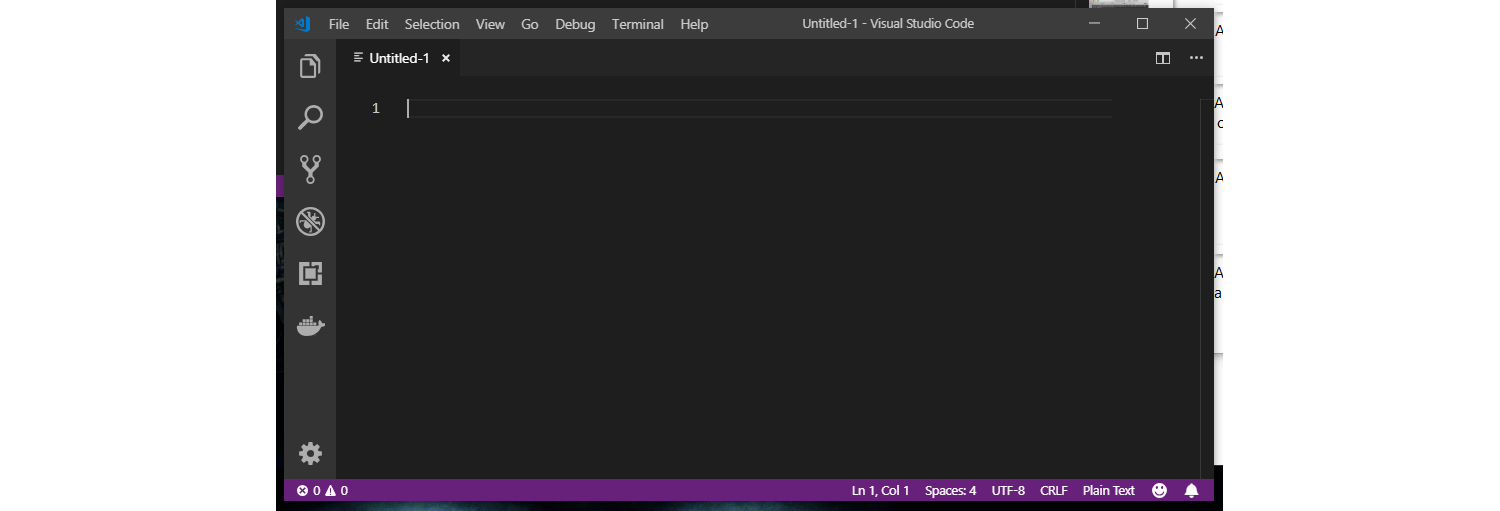 File Edit Selection View Go Debug Terminal Help Untitled-1 - Visual Studio Code
Untitled-1
1
0 0 Ln 1, Col 1 Spaces: 4 UTF-8 CRLF Plain Text